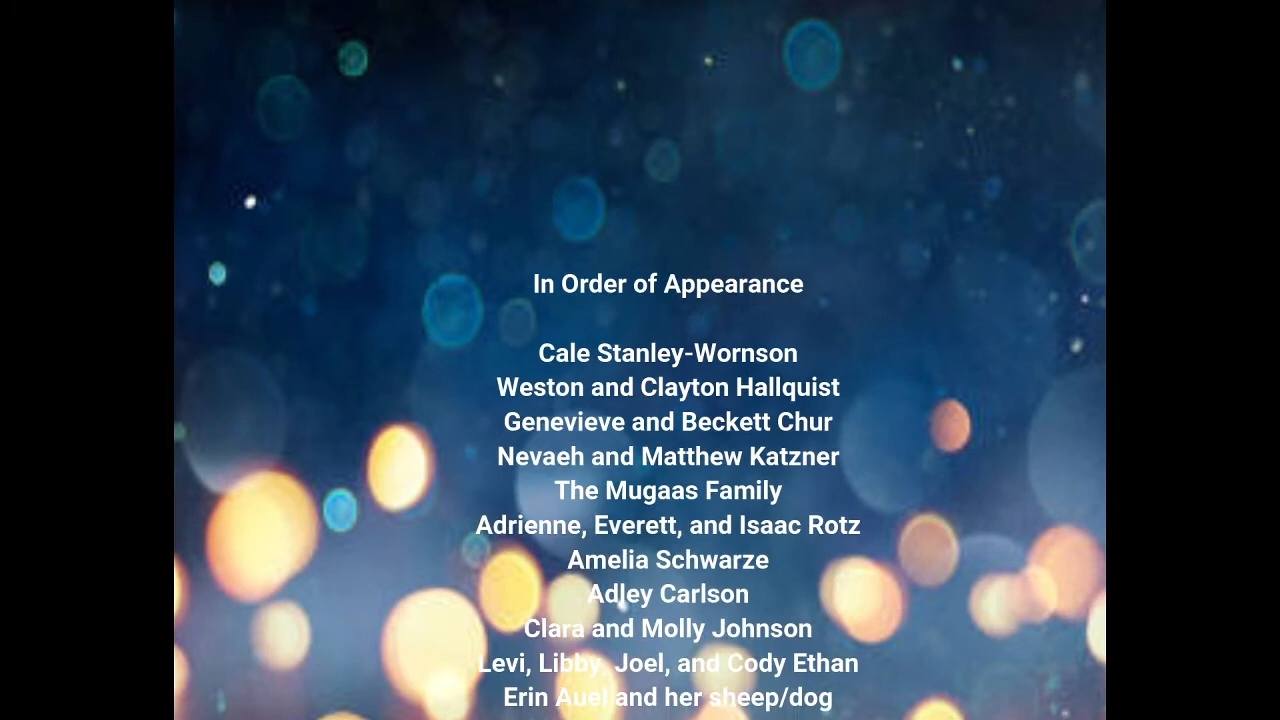 In Order of Appearance
Cale Stanley-Wornson
Weston and Clayton Hallquist
Genevieve and Beckett Chur
Nevaeh and Matthew Katzner
The Mugaas Family
Adrienne, Everett, and Isaac Rotz
Amelia Schwarze
Adley Carlson
Clara and Molly Johnson
Levi, Libby, Joel, and Cody Ethan
Erin Auel and her sheep/dog